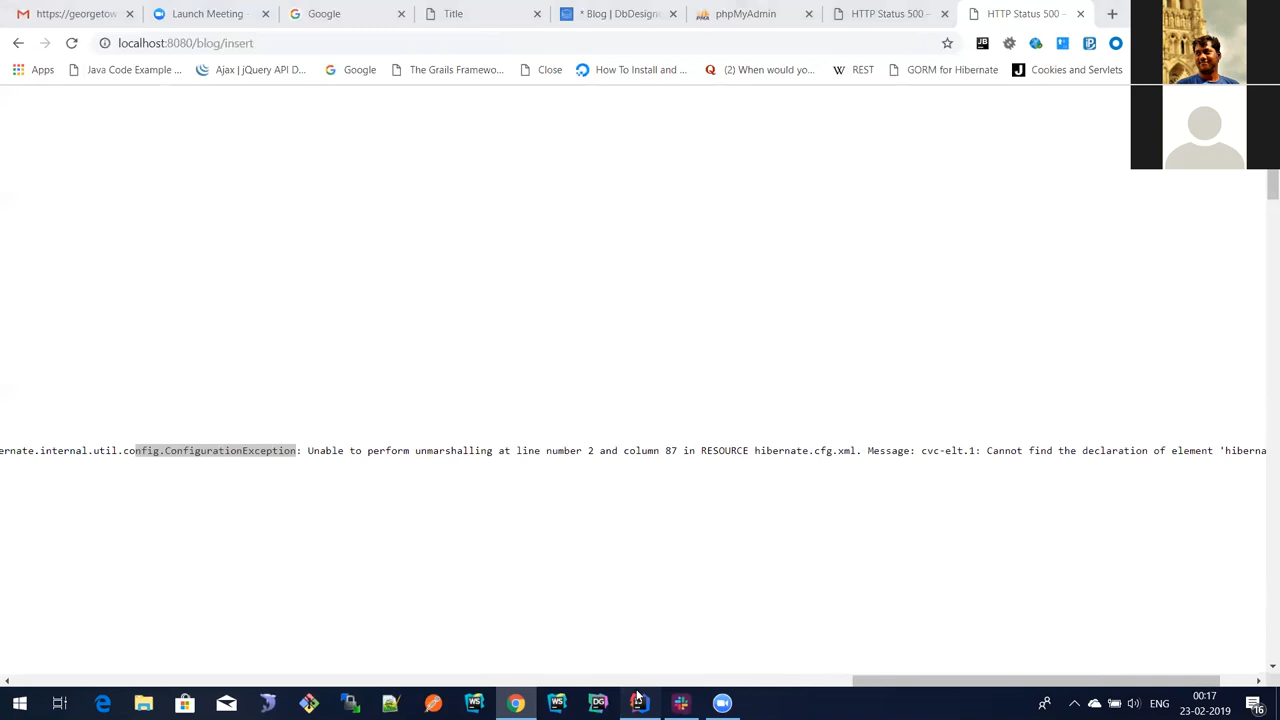 https://georgetow
Launch Meeting -
Google
Title
* Blog | DbDesign
phpMyAdmin
HTTP Status 500 –
HTTP Status 500 –
localhost:8080/blog/insert
Apps
Java Code Example ...
Ajax | jQuery API D...
Google
The Grails Framewo...
Close
How To Install and ...
(2) When would yo...
REST
GORM for Hibernate
Cookies and Servlets
ernate.internal.util.config.ConfigurationException: Unable to perform unmarshalling at line number 2 and column 87 in RESOURCE hibernate.cfg.xml. Message: cvc-elt.1: Cannot find the declaration of element 'hiberna
ENG
00:17
23-02-2019
16